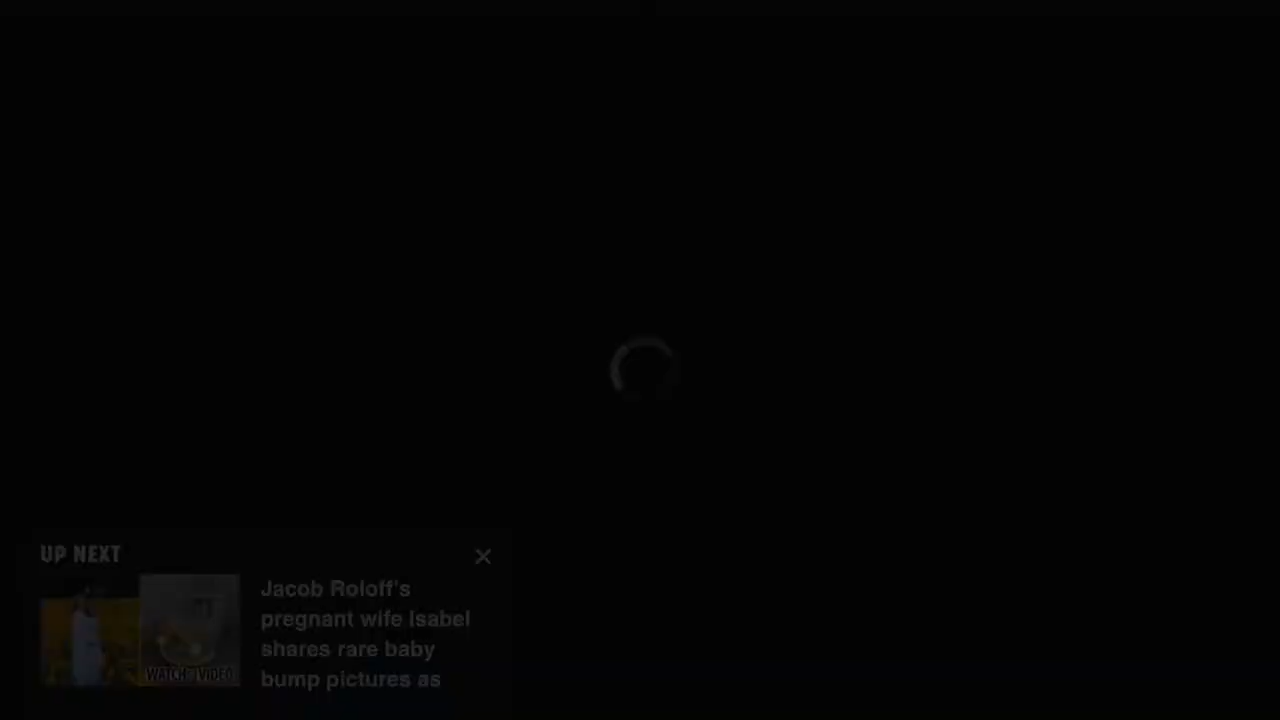 UP NEXT
Jacob Roloff's
pregnant wife Isabel
shares rare baby
bump pictures as
WATCH VIDEO